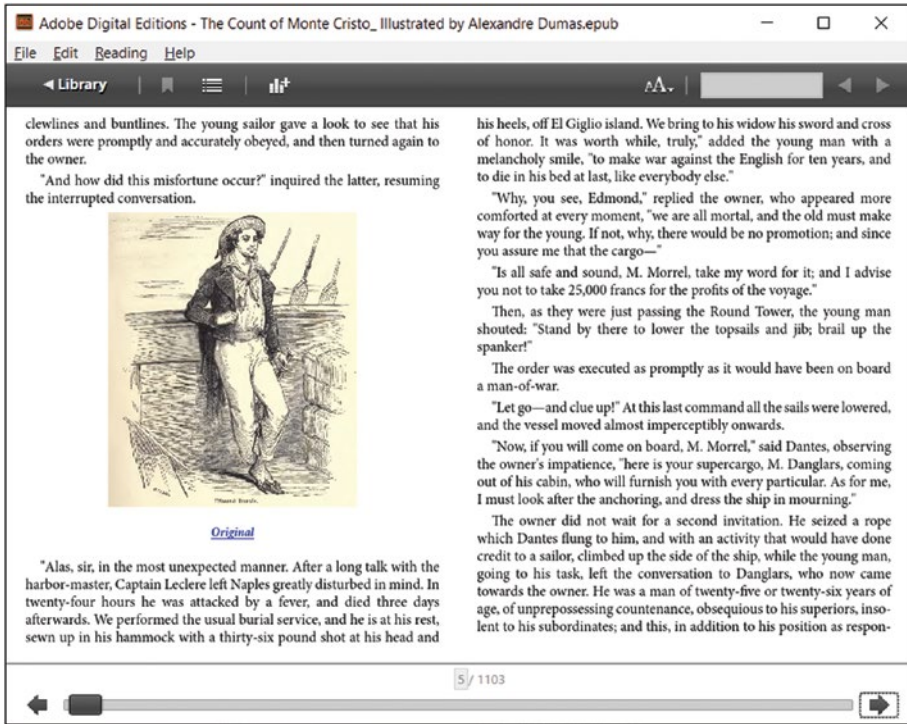 Adobe Digital Editions - The Count of Monte Cristo_ Illustrated by Alexandre Dumas.epub
File Edit Reading Help
Library
clewlines and buntlines. The young sailor gave a look to see that his
orders were promptly and accurately obeyed, and then turned again to
the owner.
"And how did this misfortune occur?" inquired the latter, resuming
the interrupted conversation.
Original
"Alas, sir, in the most unexpected manner. After a long talk with the
harbor-master, Captain Leclere left Naples greatly disturbed in mind. In
twenty-four hours he was attacked by a fever, and died three days
afterwards. We performed the usual burial service, and he is at his rest,
sewn up in his hammock with a thirty-six pound shot at his head and
his heels, off El Giglio island. We bring to his widow his sword and cross
of honor. It was worth while, truly," added the young man with a
melancholy smile, "to make war against the English for ten years, and
to die in his bed at last, like everybody else."
"Why, you see, Edmond," replied the owner, who appeared more
comforted at every moment, "we are all mortal, and the old must make
way for the young. If not, why, there would be no promotion; and since
you assure me that the cargo—"
"Is all safe and sound, M. Morrel, take my word for it; and I advise
you not to take 25,000 francs for the profits of the voyage."
Then, as they were just passing the Round Tower, the young man
shouted: "Stand by there to lower the topsails and jib; brail up the
spanker!"
The order was executed as promptly as it would have been on board
a man-of-war.
"Let go—and clue up!" At this last command all the sails were lowered,
and the vessel moved almost imperceptibly onwards.
"Now, if you will come on board, M. Morrel," said Dantes, observing
the owner's impatience, "here is your supercargo, M. Danglars, coming
out of his cabin, who will furnish you with every particular. As for me,
I must look after the anchoring, and dress the ship in mourning."
The owner did not wait for a second invitation. He seized a rope
which Dantes flung to him, and with an activity that would have done
credit to a sailor, climbed up the side of the ship, while the young man,
going to his task, left the conversation to Danglars, who now came
towards the owner. He was a man of twenty-five or twenty-six years of
age, of unprepossessing countenance, obsequious to his superiors, inso-
lent to his subordinates; and this, in addition to his position as respon-
5 / 1103